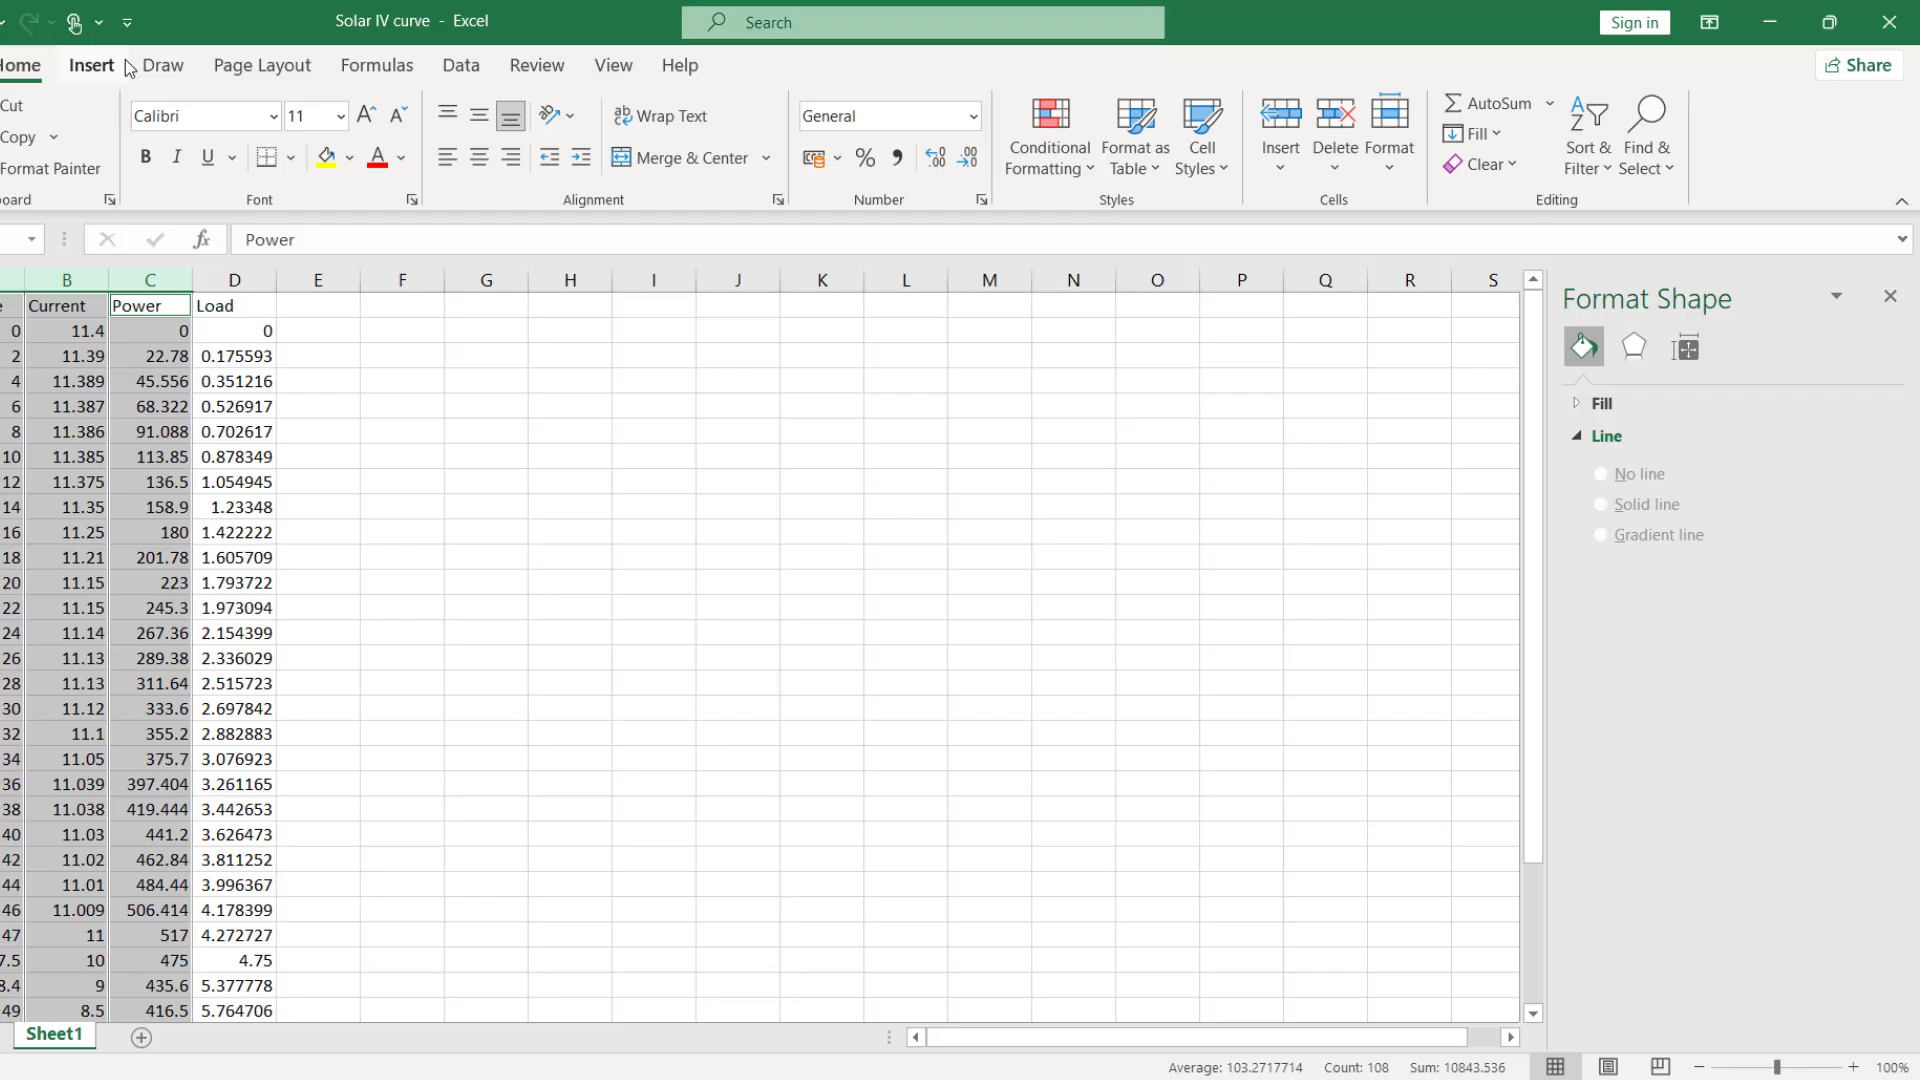 Solar IV curve - Excel
Search
Sign in
Home Insert Draw Page Layout Formulas Data Review View Help
Share
Cut
Copy
Format Painter
Calibri
11
B I U
Wrap Text
Merge & Center
General
Conditional Formatting
Format as Table
Cell Styles
Insert
Delete
Format
AutoSum
Fill
Clear
Sort & Filter
Find & Select
oard
Font
Alignment
Number
Styles
Cells
Editing
fx
Power
B C D E F G H I J K L M N O P Q R S
e Current Power Load
0 11.4 0 0
2 11.39 22.78 0.175593
4 11.389 45.556 0.351216
6 11.387 68.322 0.526917
8 11.386 91.088 0.702617
10 11.385 113.85 0.878349
12 11.375 136.5 1.054945
14 11.35 158.9 1.23348
16 11.25 180 1.422222
18 11.21 201.78 1.605709
20 11.15 223 1.793722
22 11.15 245.3 1.973094
24 11.14 267.36 2.154399
26 11.13 289.38 2.336029
28 11.13 311.64 2.515723
30 11.12 333.6 2.697842
32 11.1 355.2 2.882883
34 11.05 375.7 3.076923
36 11.039 397.404 3.261165
38 11.038 419.444 3.442653
40 11.03 441.2 3.626473
42 11.02 462.84 3.811252
44 11.01 484.44 3.996367
46 11.009 506.414 4.178399
47 11 517 4.272727
7.5 10 475 4.75
8.4 9 435.6 5.377778
49 8.5 416.5 5.764706
Format Shape
Fill
Line
No line
Solid line
Gradient line
Sheet1
Average: 103.2717714 Count: 108 Sum: 10843.536
100%